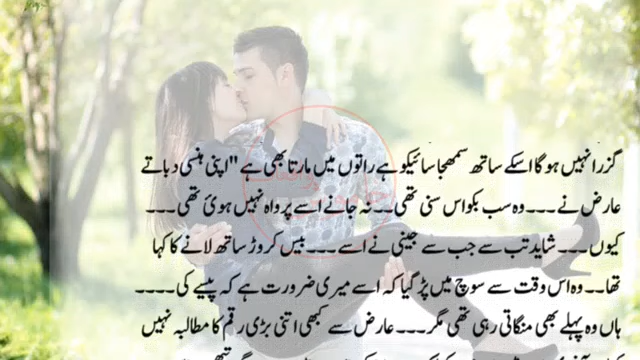 گزرا نہیں ہو گا اسکے ساتھ سمھجا سائیکو ہے راتوں میں مارتا بھی ہے "اپنی ہنسی دباتے
عارض نے ۔۔۔ وہ سب بکواس سنی تھی ۔۔ نہ جانے اسے پرواہ نہیں ہوئ تھی ۔۔۔
کیوں ۔۔۔ شاید تب سے جب سے جینی نے اسے ۔۔۔ بیس کروڑ ساتھ لانے کا کہا
تھا ۔۔ وہ اس وقت سے سوچ میں پڑ گیا کہ اسے میری ضرورت ہے کہ پیسے کی ۔۔۔۔
ہاں وہ پہلے بھی منگاتی رہی تھی مگر ۔۔۔ عارض سے کبھی اتنی بڑی رقم کا مطالبہ نہیں